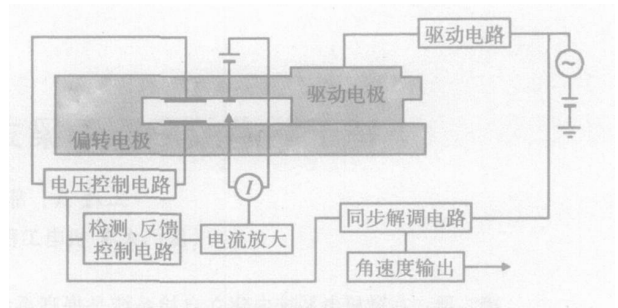 驱动电路
~
驱动电极
偏转电极
电压控制电路
I
检测、反馈
控制电路
电流放大
同步解调电路
角速度输出